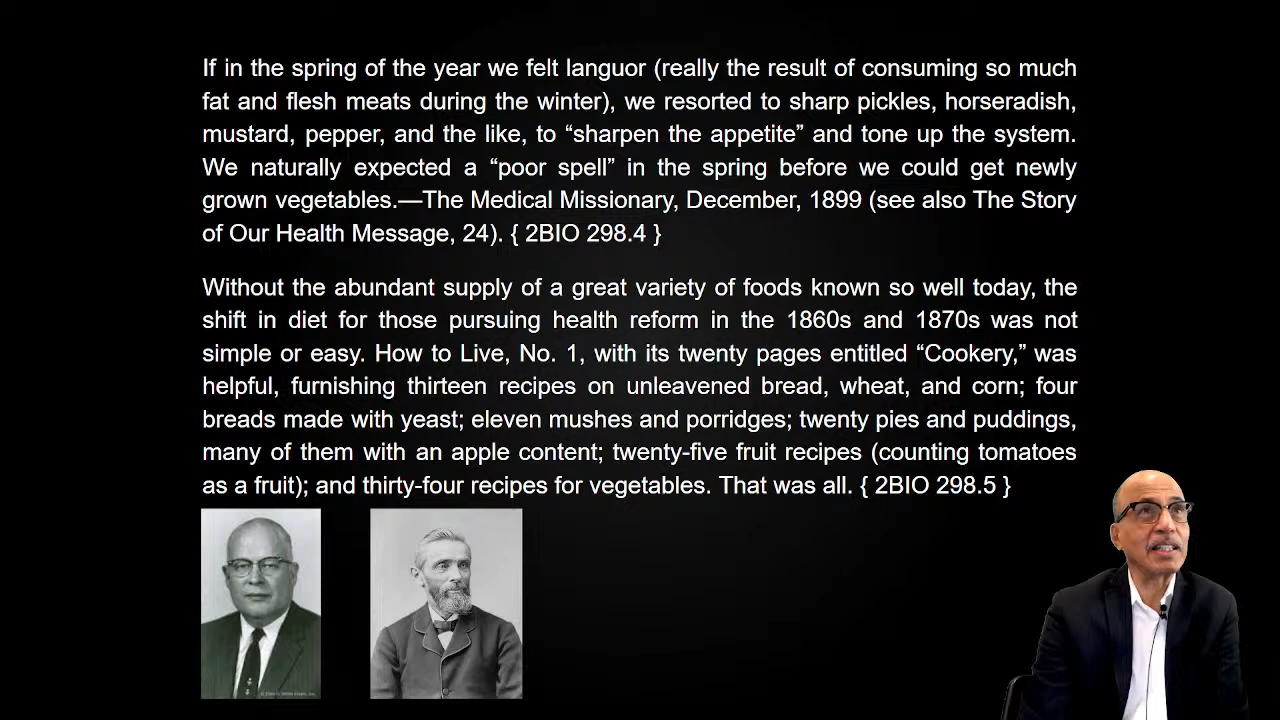 If in the spring of the year we felt languor (really the result of consuming so much
fat and flesh meats during the winter), we resorted to sharp pickles, horseradish,
mustard, pepper, and the like, to “sharpen the appetite” and tone up the system.
We naturally expected a “poor spell” in the spring before we could get newly
grown vegetables.—The Medical Missionary, December, 1899 (see also The Story
of Our Health Message, 24). { 2BIO 298.4 }
Without the abundant supply of a great variety of foods known so well today, the
shift in diet for those pursuing health reform in the 1860s and 1870s was not
simple or easy. How to Live, No. 1, with its twenty pages entitled “Cookery,” was
helpful, furnishing thirteen recipes on unleavened bread, wheat, and corn; four
breads made with yeast; eleven mushes and porridges; twenty pies and puddings,
many of them with an apple content; twenty-five fruit recipes (counting tomatoes
as a fruit); and thirty-four recipes for vegetables. That was all. { 2BIO 298.5 }